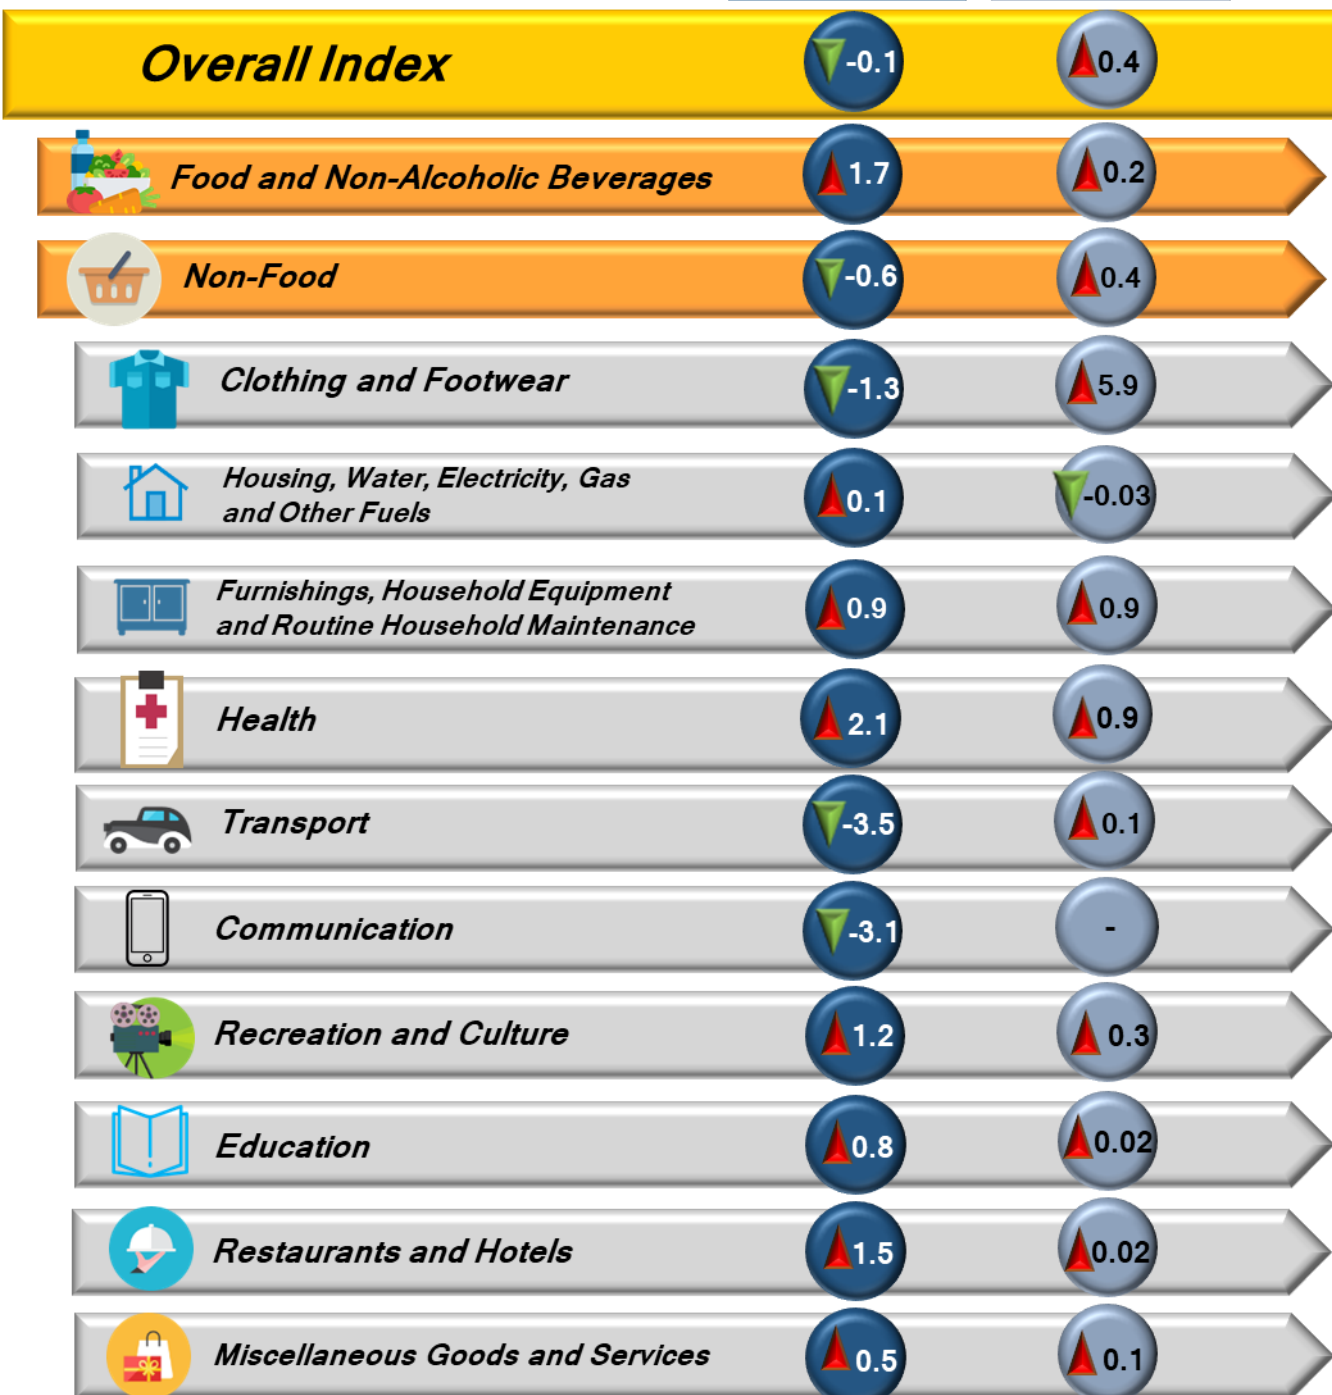 Overall Index -0.1 0.4
Food and Non-Alcoholic Beverages 1.7 0.2
Non-Food -0.6 0.4
Clothing and Footwear -1.3 5.9
Housing, Water, Electricity, Gas
and Other Fuels 0.1 -0.03
Furnishings, Household Equipment
and Routine Household Maintenance 0.9 0.9
Health 2.1 0.9
Transport -3.5 0.1
Communication -3.1 -
Recreation and Culture 1.2 0.3
Education 0.8 0.02
Restaurants and Hotels 1.5 0.02
Miscellaneous Goods and Services 0.5 0.1